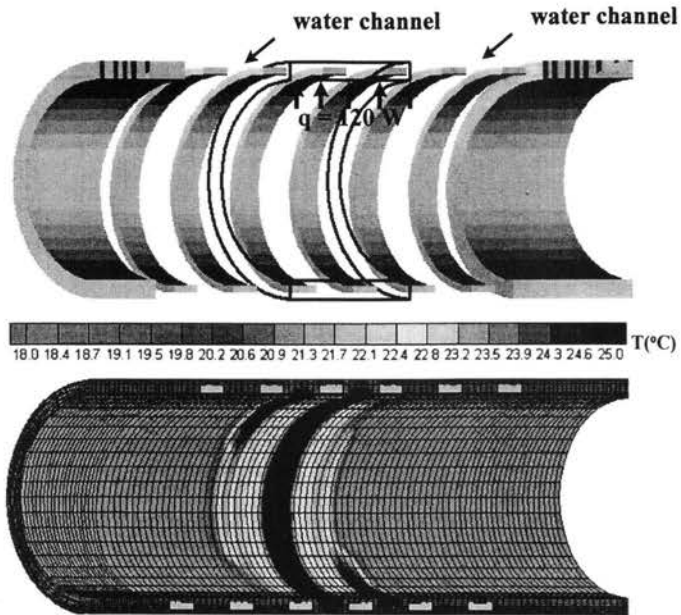 water channel
water channel
q = 120 W
18.0 18.4 18.7 19.1 19.5 19.8 20.2 20.6 20.9 21.3 21.7 22.1 22.4 22.8 23.2 23.5 23.9 24.3 24.6 25.0 T(°C)